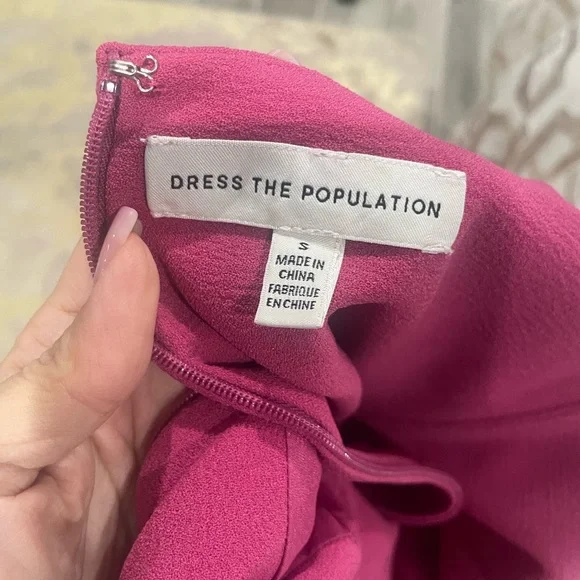 DRESS THE POPULATION
S
MADE IN
CHINA
FABRIQUE
EN CHINE